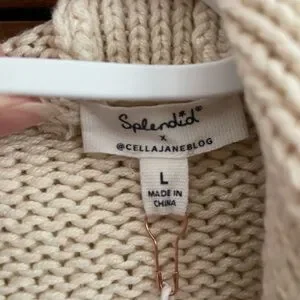 Splendid
x
@CELLAJANEBLOG
L
MADE IN
CHINA